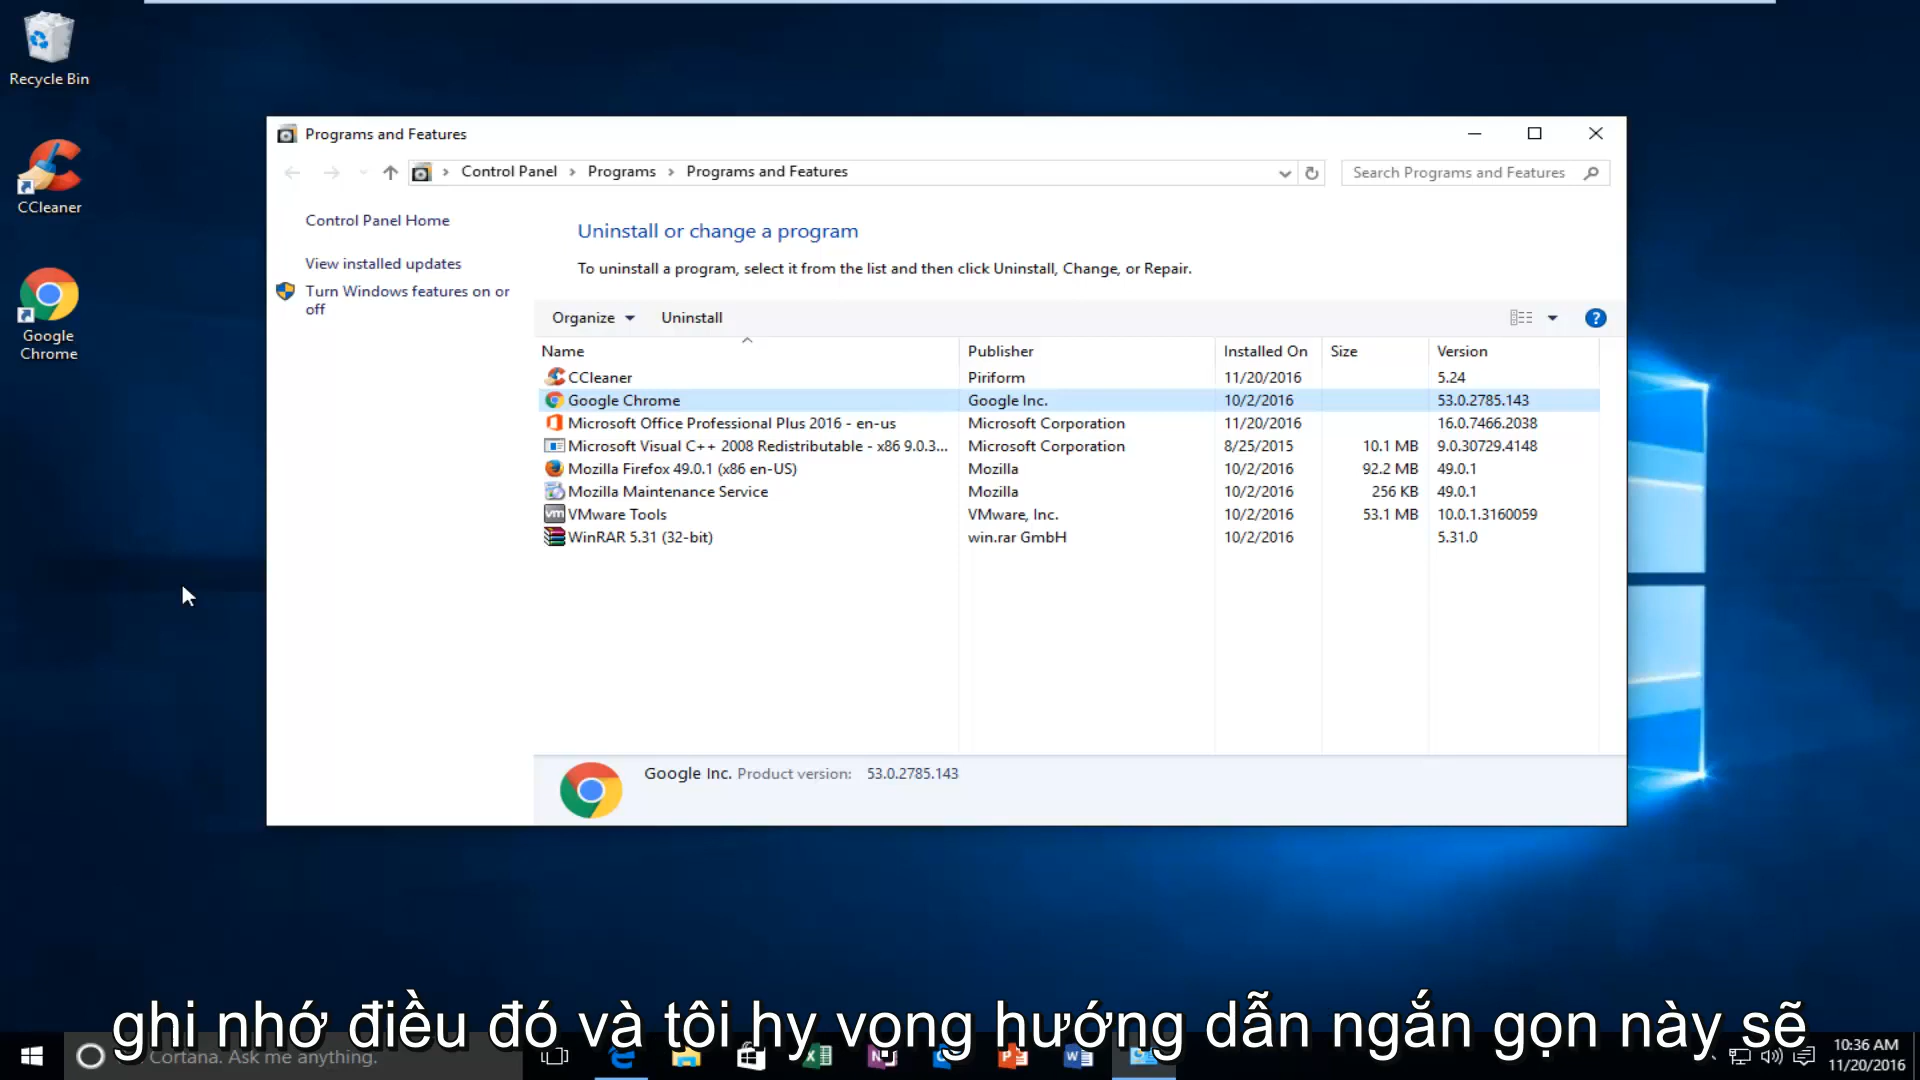 Recycle Bin
CCleaner
Google
Chrome
Programs and Features
Control Panel
Programs
Programs and Features
Search Programs and Features
Control Panel Home
View installed updates
Turn Windows features on or
off
Uninstall or change a program
To uninstall a program, select it from the list and then click Uninstall, Change, or Repair.
Organize
Uninstall
Name Publisher Installed On Size Version
CCleaner Piriform 11/20/2016 5.24
Google Chrome Google Inc. 10/2/2016 53.0.2785.143
Microsoft Office Professional Plus 2016 - en-us Microsoft Corporation 11/20/2016 16.0.7466.2038
Microsoft Visual C++ 2008 Redistributable - x86 9.0.3... Microsoft Corporation 8/25/2015 10.1 MB 9.0.30729.4148
Mozilla Firefox 49.0.1 (x86 en-US) Mozilla 10/2/2016 92.2 MB 49.0.1
Mozilla Maintenance Service Mozilla 10/2/2016 256 KB 49.0.1
VMware Tools VMware, Inc. 10/2/2016 53.1 MB 10.0.1.3160059
WinRAR 5.31 (32-bit) win.rar GmbH 10/2/2016 5.31.0
Google Inc. Product version: 53.0.2785.143
ghi nhớ điều đó và tôi hy vọng hướng dẫn ngắn gọn này sẽ
Cortana. Ask me anything.
10:36 AM
11/20/2016